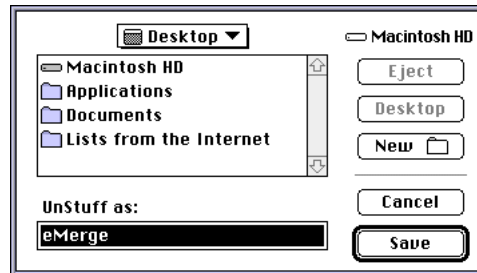 Desktop
Macintosh HD
Macintosh HD
Applications
Documents
Lists from the Internet
Eject
Desktop
New
UnStuff as:
eMerge
Cancel
Save